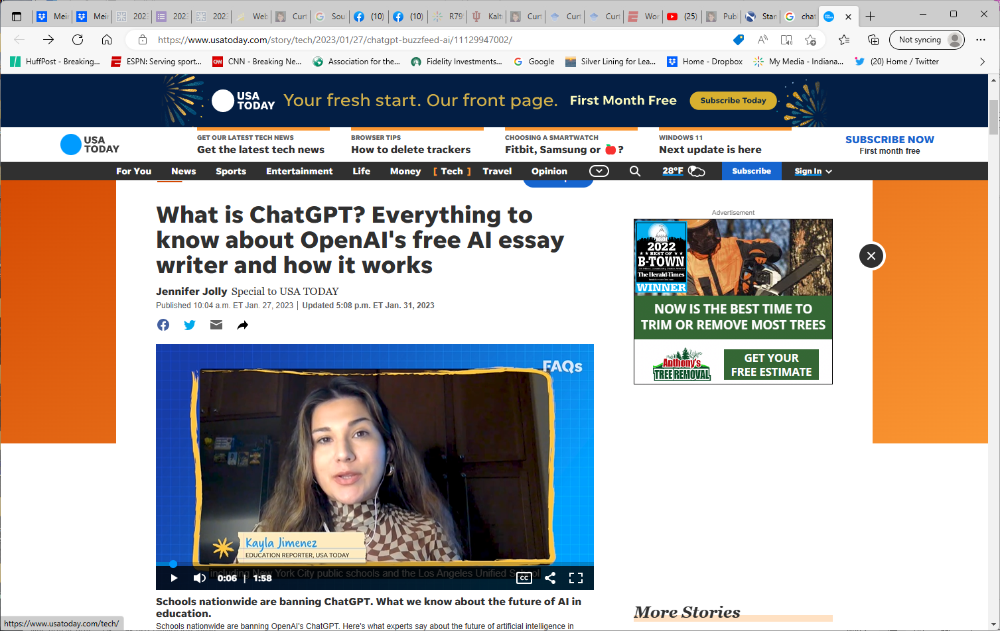 Mein
Mein
2023
2023
2023
Web
Curt
Sou
(10)
(10)
R79
Kalt
Curt
Curt
Curt
Wor
(25)
Pub
Star
chat
https://www.usatoday.com/story/tech/2023/01/27/chatgpt-buzzfeed-ai/11129947002/
Not syncing
HuffPost - Breaking...
ESPN: Serving sport...
CNN - Breaking Ne...
Association for the...
Fidelity Investments...
Google
Silver Lining for Lea...
Home - Dropbox
My Media - Indiana...
(20) Home / Twitter
USA
TODAY
Your fresh start. Our front page.
First Month Free
Subscribe Today
USA
TODAY
GET OUR LATEST TECH NEWS
Get the latest tech news
BROWSER TIPS
How to delete trackers
CHOOSING A SMARTWATCH
Fitbit, Samsung or 🍎?
WINDOWS 11
Next update is here
SUBSCRIBE NOW
First month free
For You
News
Sports
Entertainment
Life
Money
[ Tech ]
Travel
Opinion
28°F
Subscribe
Sign In
What is ChatGPT? Everything to
know about OpenAI's free AI essay
writer and how it works
Jennifer Jolly Special to USA TODAY
Published 10:04 a.m. ET Jan. 27, 2023 | Updated 5:08 p.m. ET Jan. 31, 2023
Advertisement
2022
BEST OF
B-TOWN
The Herald-Times
WINNER
NOW IS THE BEST TIME TO
TRIM OR REMOVE MOST TREES
Anthony's
TREE REMOVAL
GET YOUR
FREE ESTIMATE
FAQs
Kayla Jimenez
EDUCATION REPORTER, USA TODAY
including New York City public schools and the Los Angeles Unified School
0:06 | 1:58
CC
Schools nationwide are banning ChatGPT. What we know about the future of AI in
education.
Schools nationwide are banning OpenAI's ChatGPT. Here's what experts say about the future of artificial intelligence in
More Stories
https://www.usatoday.com/tech/